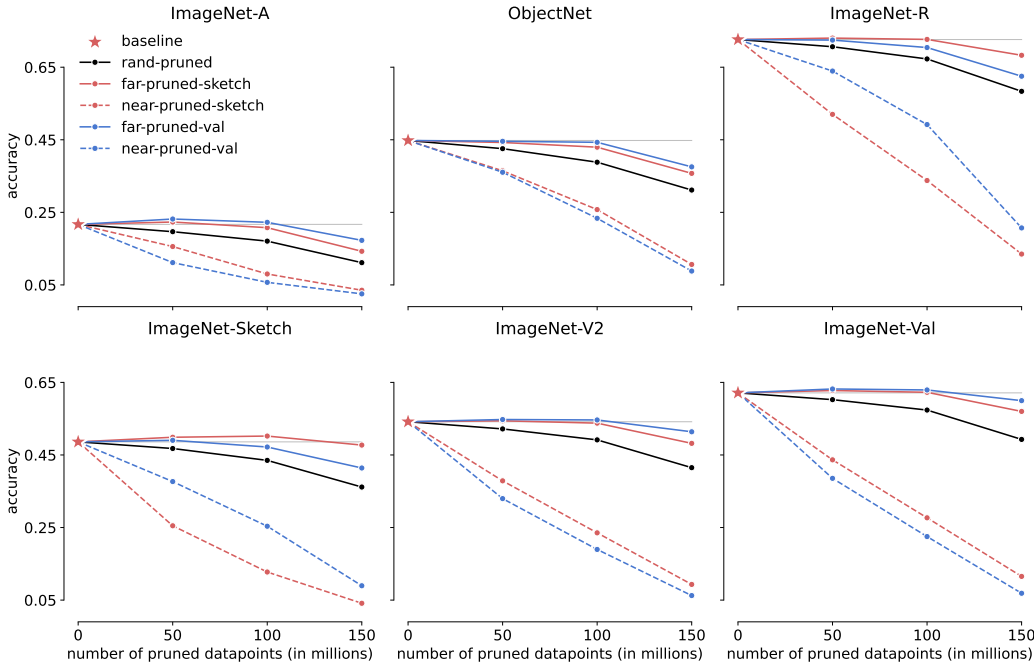 ImageNet-A
ObjectNet
ImageNet-R
baseline
rand-pruned
far-pruned-sketch
near-pruned-sketch
far-pruned-val
near-pruned-val
accuracy
0.65
0.45
0.25
0.05
ImageNet-Sketch
ImageNet-V2
ImageNet-Val
accuracy
0.65
0.45
0.25
0.05
0 50 100 150
0 50 100 150
0 50 100 150
number of pruned datapoints (in millions)
number of pruned datapoints (in millions)
number of pruned datapoints (in millions)